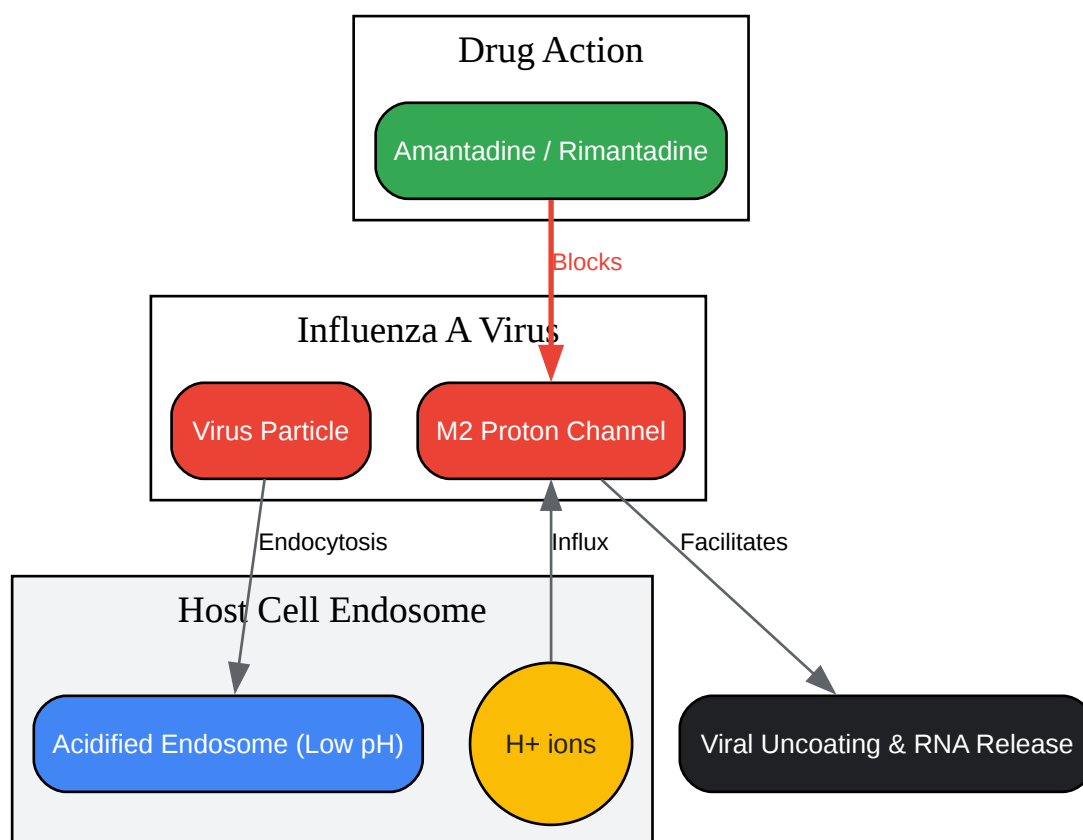 Drug Action
Amantadine / Rimantadine
Blocks
Influenza A Virus
Virus Particle
M2 Proton Channel
Endocytosis
Influx
Facilitates
Host Cell Endosome
Acidified Endosome (Low pH)
H+ ions
Viral Uncoating & RNA Release